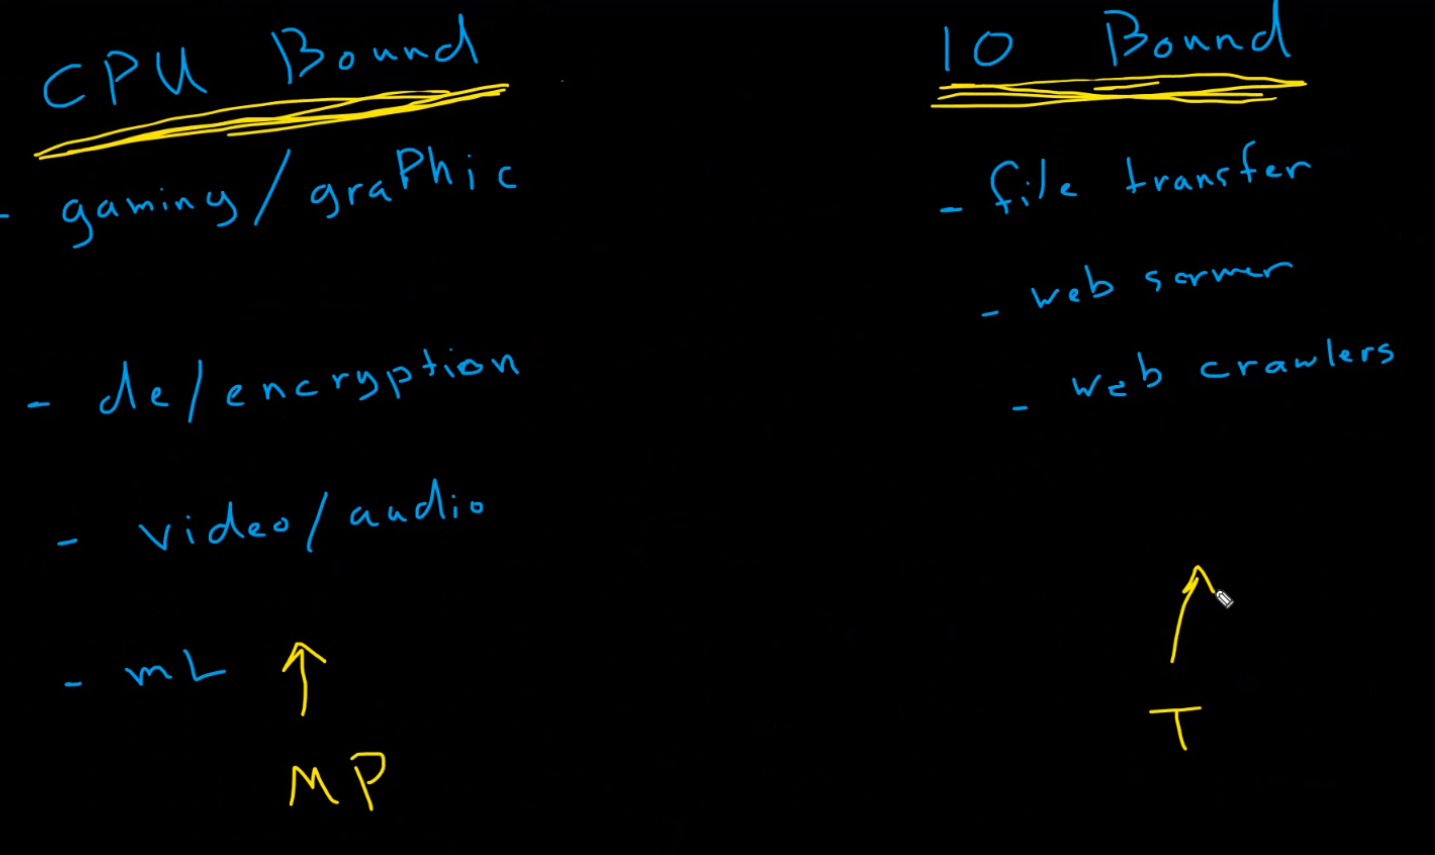 CPU Bound
- gaming/graPhic
- de/encryption
- video/audio
- mL
MP
IO Bound
- file transfer
- web server
- web crawlers
T